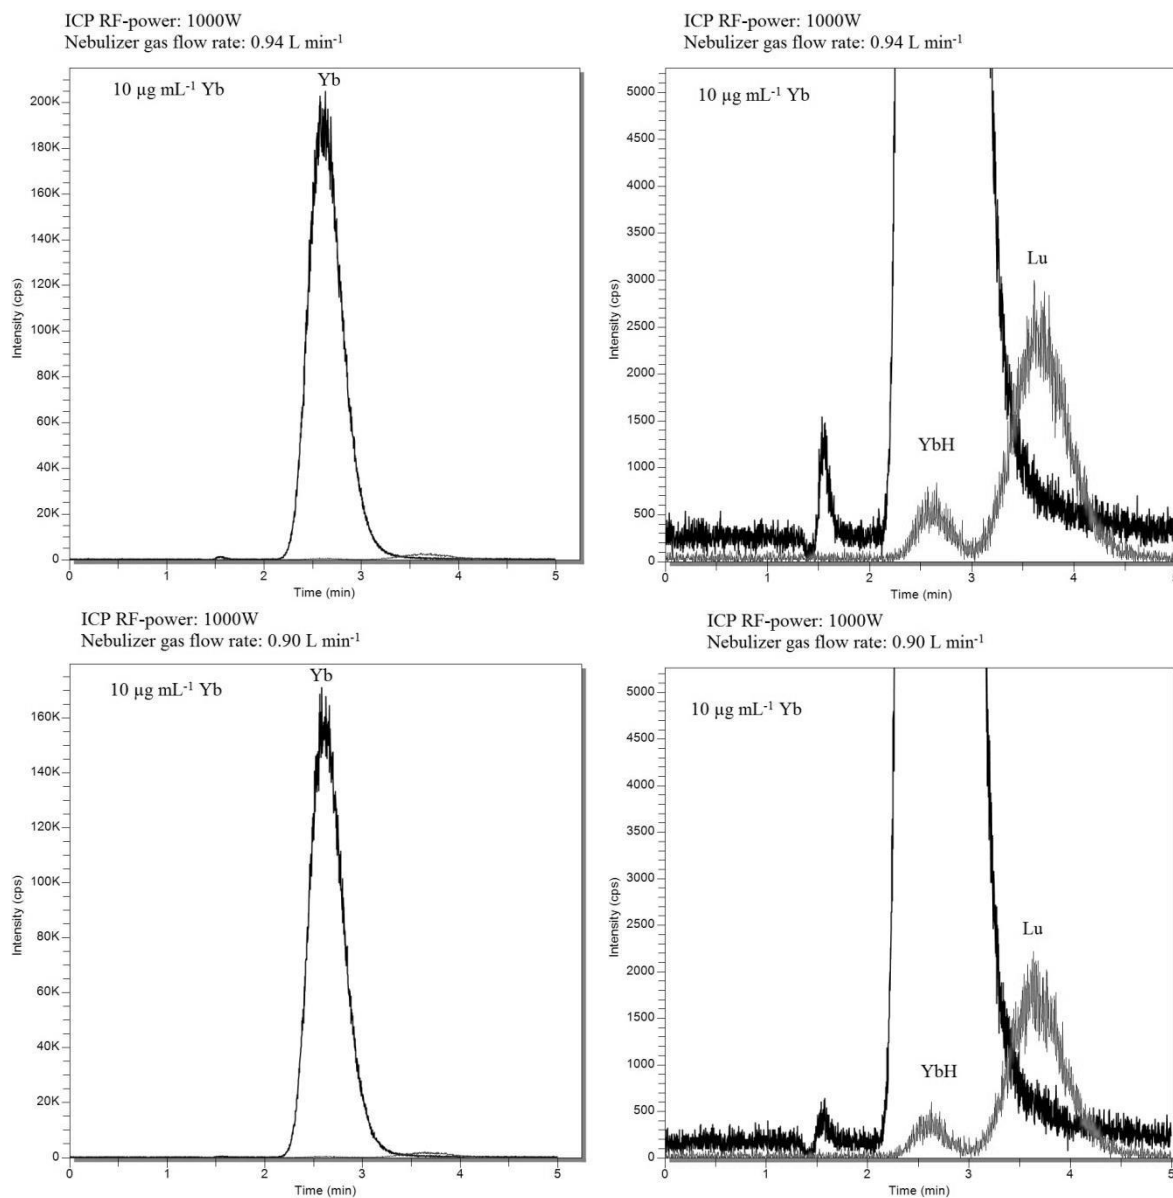 ICP RF-power: 1000W
Nebulizer gas flow rate: 0.94 L min⁻¹
10 µg mL⁻¹ Yb
Yb
200K
180K
160K
140K
120K
100K
80K
60K
40K
20K
0
Intensity (cps)
0 1 2 3 4 5
Time (min)
ICP RF-power: 1000W
Nebulizer gas flow rate: 0.94 L min⁻¹
10 µg mL⁻¹ Yb
Lu
YbH
5000
4500
4000
3500
3000
2500
2000
1500
1000
500
0
Intensity (cps)
0 1 2 3 4 5
Time (min)
ICP RF-power: 1000W
Nebulizer gas flow rate: 0.90 L min⁻¹
10 µg mL⁻¹ Yb
Yb
160K
140K
120K
100K
80K
60K
40K
20K
0
Intensity (cps)
0 1 2 3 4 5
Time (min)
ICP RF-power: 1000W
Nebulizer gas flow rate: 0.90 L min⁻¹
10 µg mL⁻¹ Yb
Lu
YbH
5000
4500
4000
3500
3000
2500
2000
1500
1000
500
0
Intensity (cps)
0 1 2 3 4 5
Time (min)